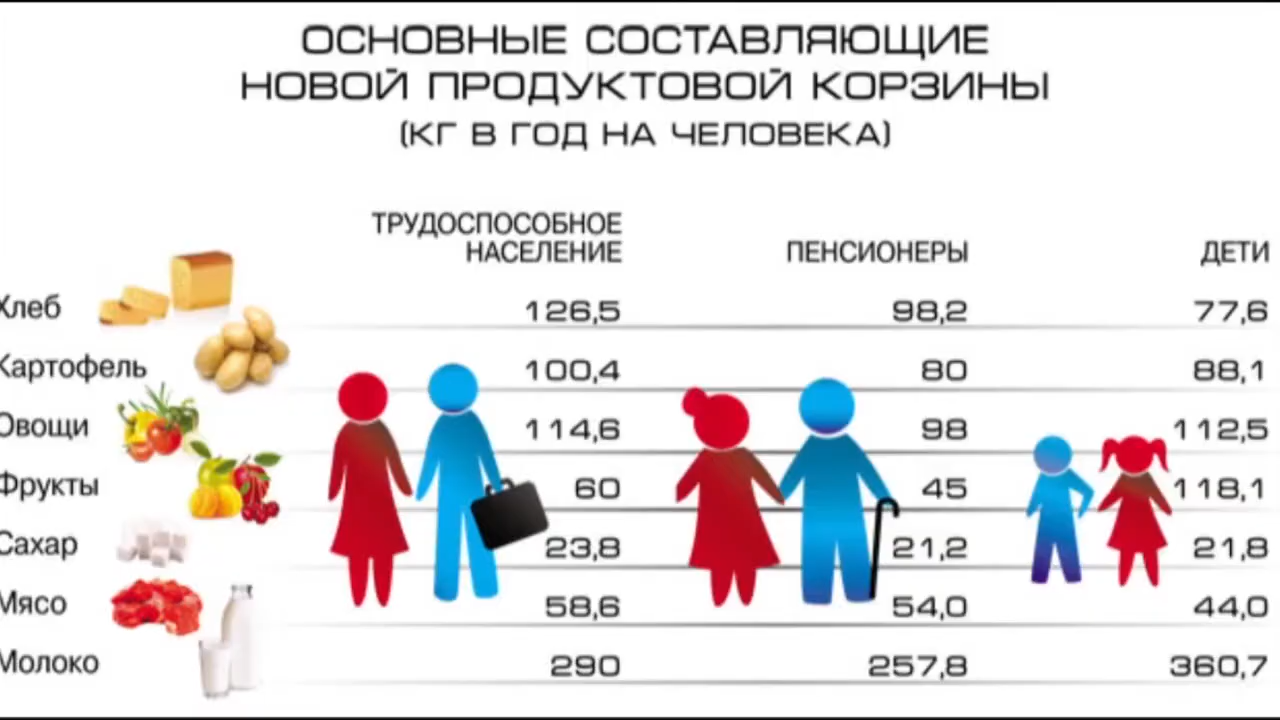 ОСНОВНЫЕ СОСТАВЛЯЮЩИЕ
НОВОЙ ПРОДУКТОВОЙ КОРЗИНЫ
(КГ В ГОД НА ЧЕЛОВЕКА)
ТРУДОСПОСОБНОЕ
НАСЕЛЕНИЕ ПЕНСИОНЕРЫ ДЕТИ
Хлеб 126,5 98,2 77,6
Картофель 100,4 80 88,1
Овощи 114,6 98 112,5
Фрукты 60 45 118,1
Сахар 23,8 21,2 21,8
Мясо 58,6 54,0 44,0
Молоко 290 257,8 360,7